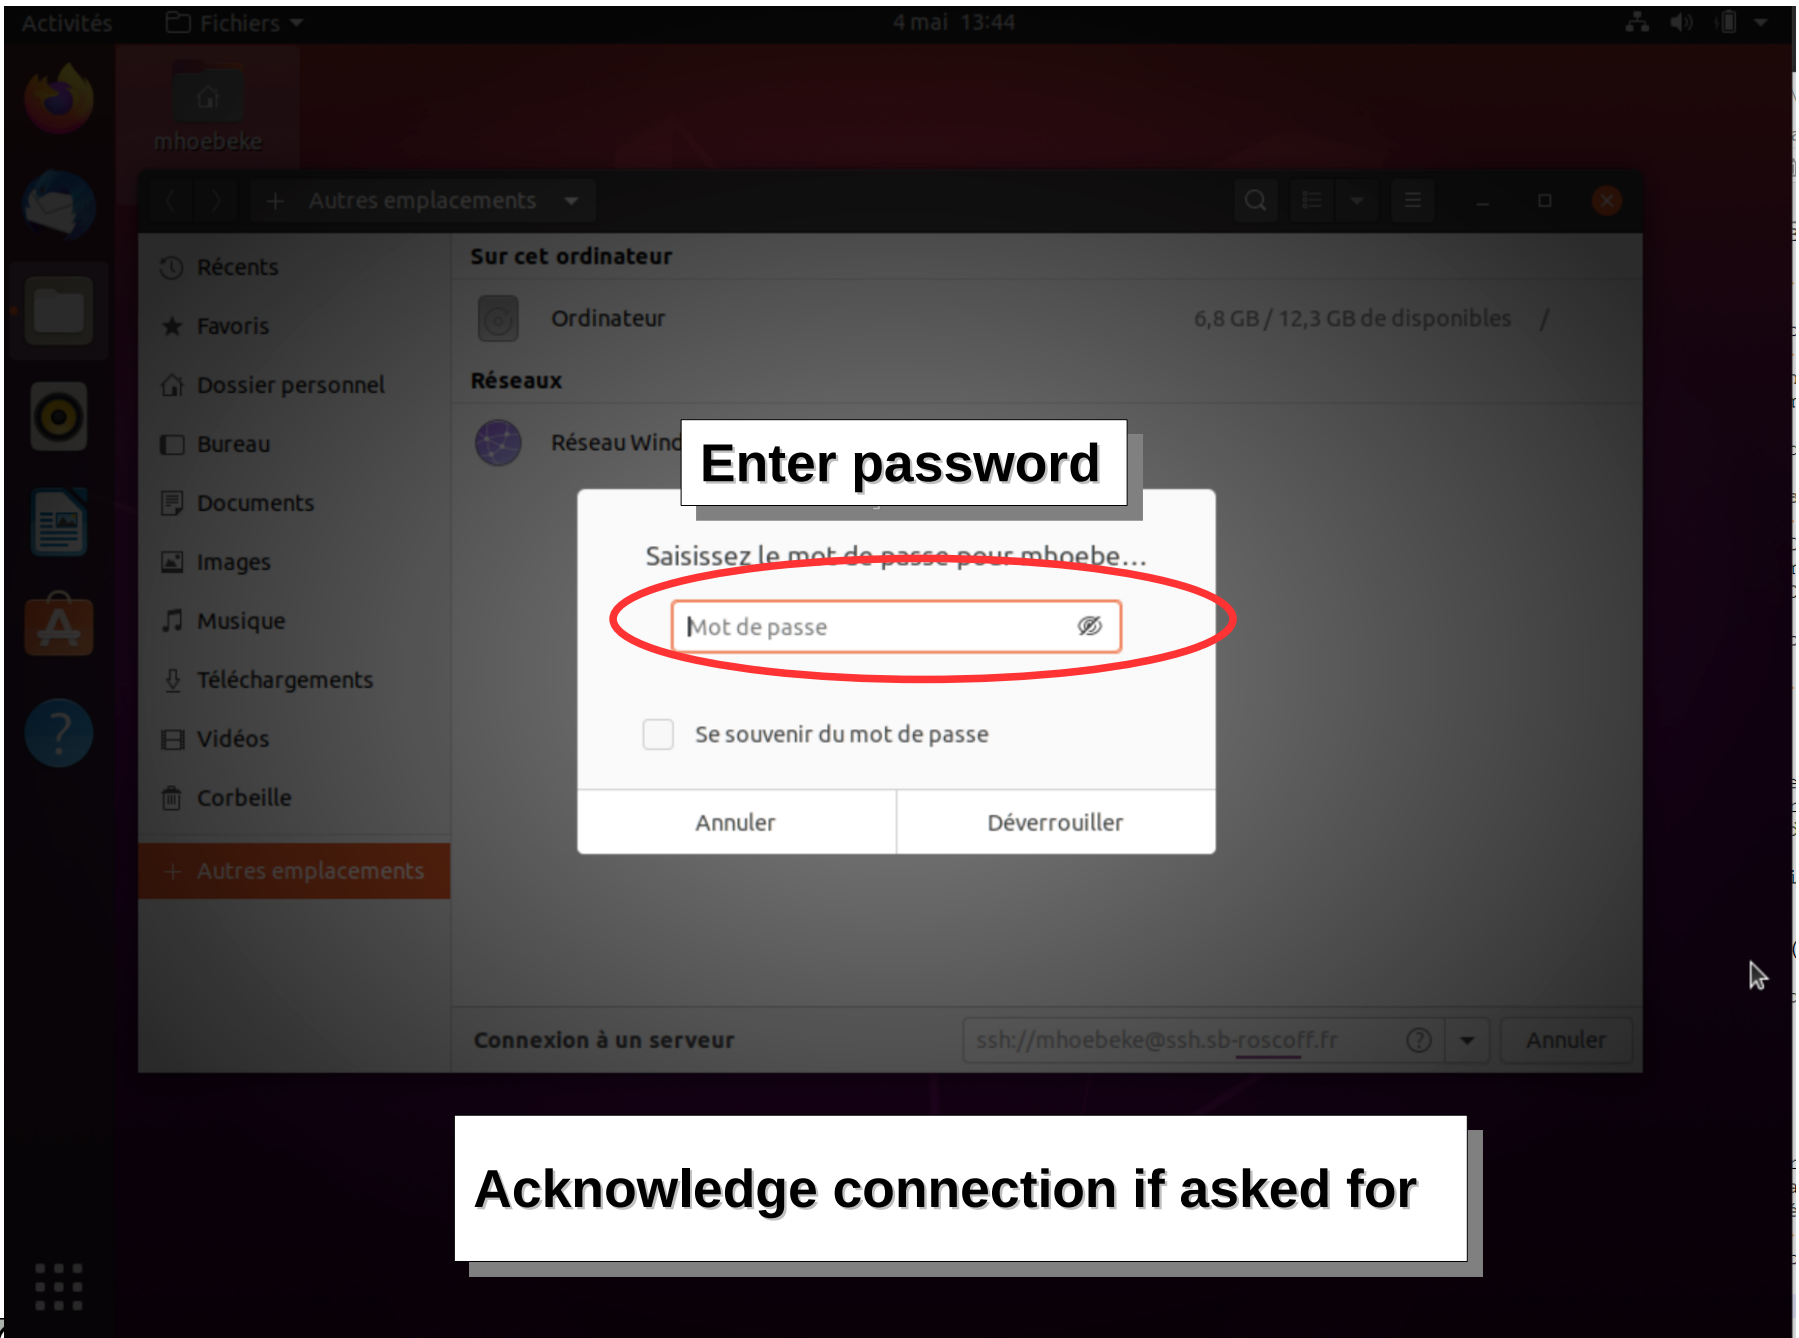 Activités
Fichiers
4 mai 13:44
mhoebeke
Autres emplacements
Récents
Favoris
Dossier personnel
Bureau
Documents
Images
Musique
Téléchargements
Vidéos
Corbeille
Autres emplacements
Sur cet ordinateur
Ordinateur
6,8 GB / 12,3 GB de disponibles /
Réseaux
Réseau Wind
Enter password
Saisissez le mot de passe pour mhoebe...
Mot de passe
Se souvenir du mot de passe
Annuler
Déverrouiller
Connexion à un serveur
ssh://mhoebeke@ssh.sb-roscoff.fr
Annuler
Acknowledge connection if asked for